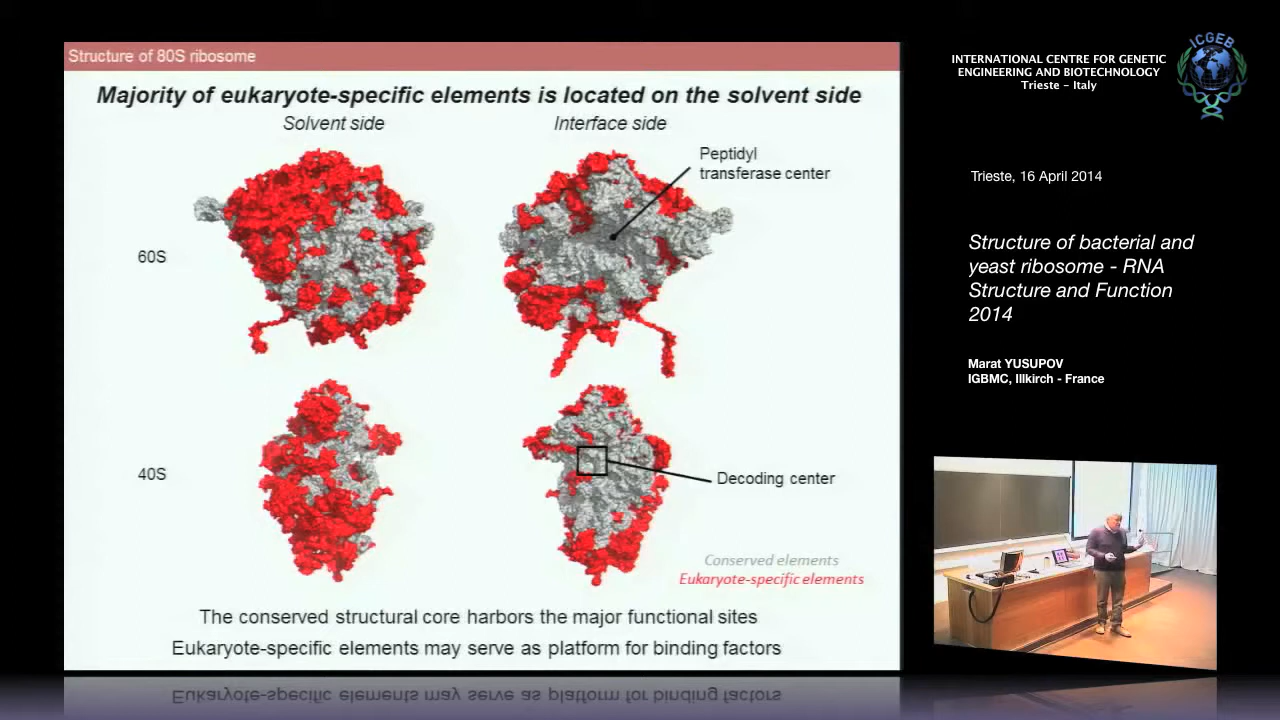 Structure of 80S ribosome
Majority of eukaryote-specific elements is located on the solvent side
Solvent side
Interface side
Peptidyl
transferase center
60S
40S
Decoding center
Conserved elements
Eukaryote-specific elements
The conserved structural core harbors the major functional sites
Eukaryote-specific elements may serve as platform for binding factors
INTERNATIONAL CENTRE FOR GENETIC
ENGINEERING AND BIOTECHNOLOGY
Trieste - Italy
ICGEB
Trieste, 16 April 2014
Structure of bacterial and
yeast ribosome - RNA
Structure and Function
2014
Marat YUSUPOV
IGBMC, Illkirch - France